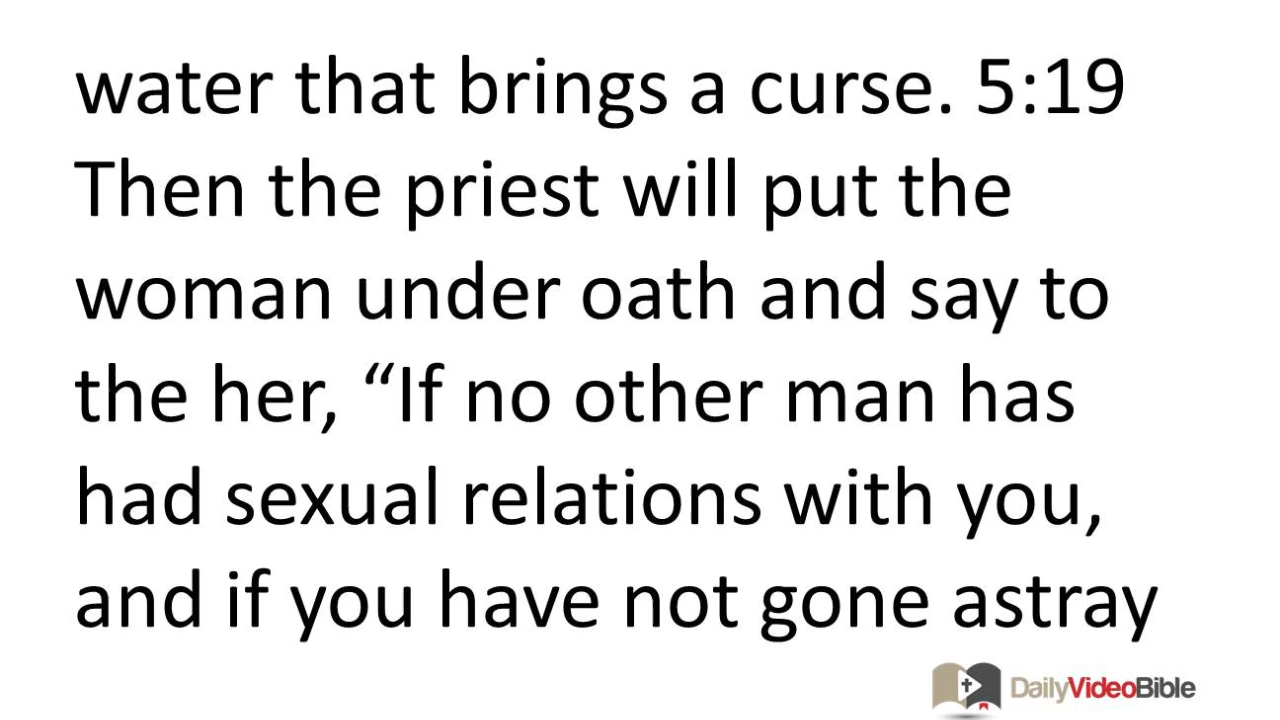 water that brings a curse. 5:19
Then the priest will put the
woman under oath and say to
the her, “If no other man has
had sexual relations with you,
and if you have not gone astray
DailyVideoBible